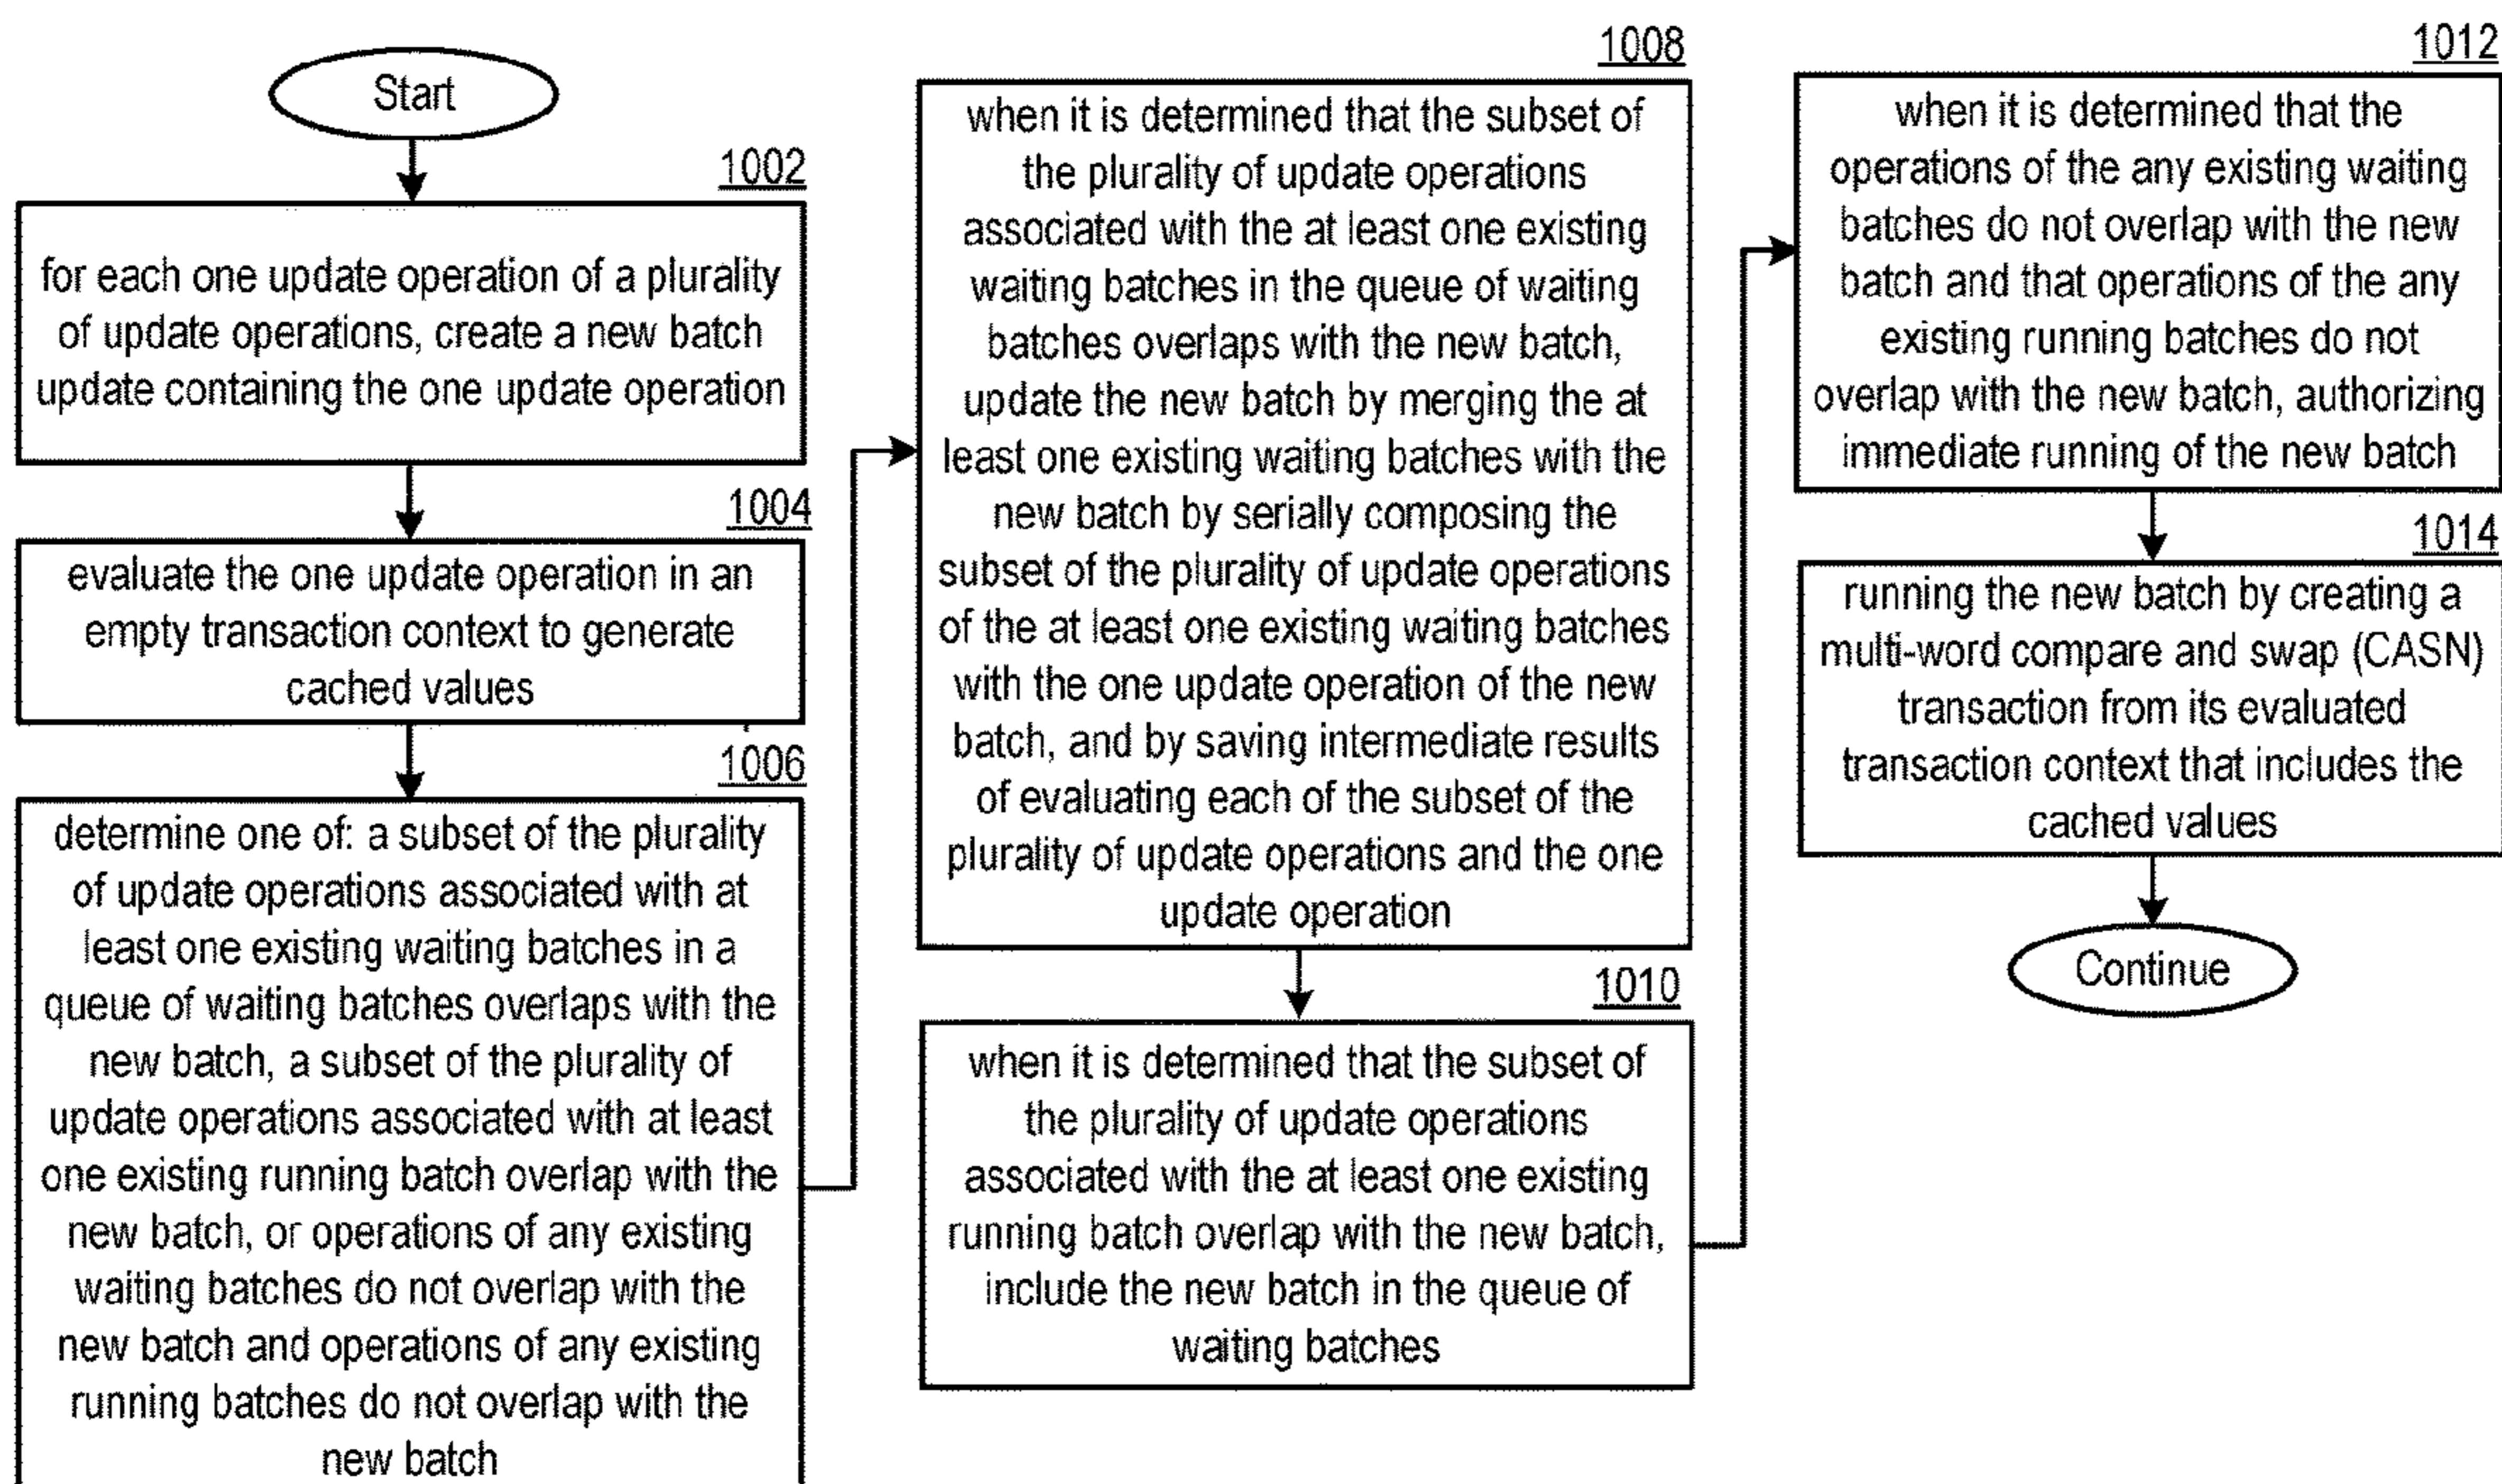 Start
1002
for each one update operation of a plurality
of update operations, create a new batch
update containing the one update operation
1004
evaluate the one update operation in an
empty transaction context to generate
cached values
1006
determine one of: a subset of the plurality
of update operations associated with at
least one existing waiting batches in a
queue of waiting batches overlaps with the
new batch, a subset of the plurality of
update operations associated with at least
one existing running batch overlap with the
new batch, or operations of any existing
waiting batches do not overlap with the
new batch and operations of any existing
running batches do not overlap with the
new batch
1008
when it is determined that the subset of
the plurality of update operations
associated with the at least one existing
waiting batches in the queue of waiting
batches overlaps with the new batch,
update the new batch by merging the at
least one existing waiting batches with the
new batch by serially composing the
subset of the plurality of update operations
of the at least one existing waiting batches
with the one update operation of the new
batch, and by saving intermediate results
of evaluating each of the subset of the
plurality of update operations and the one
update operation
1010
when it is determined that the subset of
the plurality of update operations
associated with the at least one existing
running batch overlap with the new batch,
include the new batch in the queue of
waiting batches
1012
when it is determined that the
operations of the any existing waiting
batches do not overlap with the new
batch and that operations of the any
existing running batches do not
overlap with the new batch, authorizing
immediate running of the new batch
1014
running the new batch by creating a
multi-word compare and swap (CASN)
transaction from its evaluated
transaction context that includes the
cached values
Continue